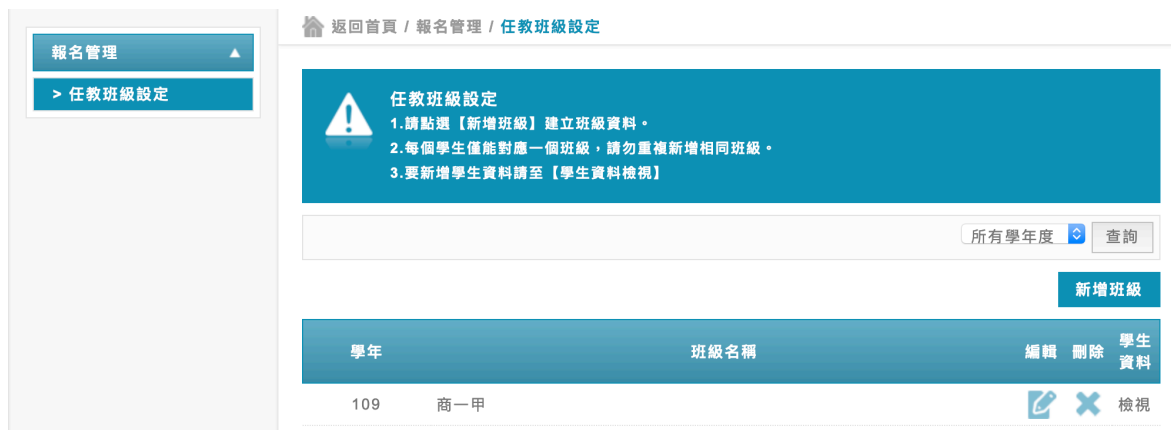 返回首頁 / 報名管理 / 任教班級設定
報名管理
> 任教班級設定
任教班級設定
1.請點選【新增班級】建立班級資料。
2.每個學生僅能對應一個班級，請勿重複新增相同班級。
3.要新增學生資料請至【學生資料檢視】
所有學年度 查詢
新增班級
學年 班級名稱 編輯 刪除 學生
資料
109 商一甲 檢視